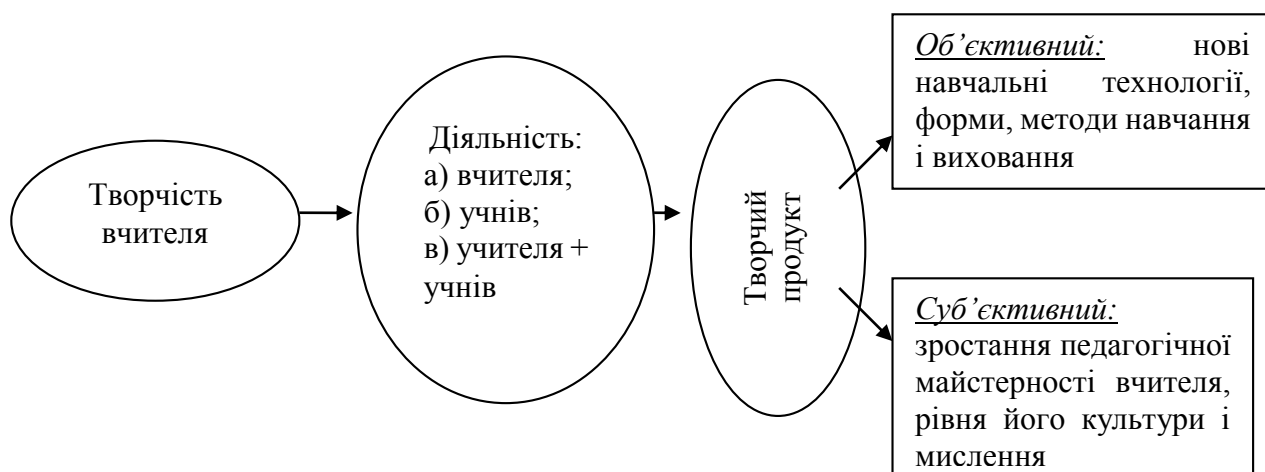 Творчість
вчителя
Діяльність:
а) вчителя;
б) учнів;
в) учителя +
учнів
Творчий
продукт
Об’єктивний: нові
навчальні технології,
форми, методи навчання
і виховання
Суб’єктивний:
зростання педагогічної
майстерності вчителя,
рівня його культури і
мислення